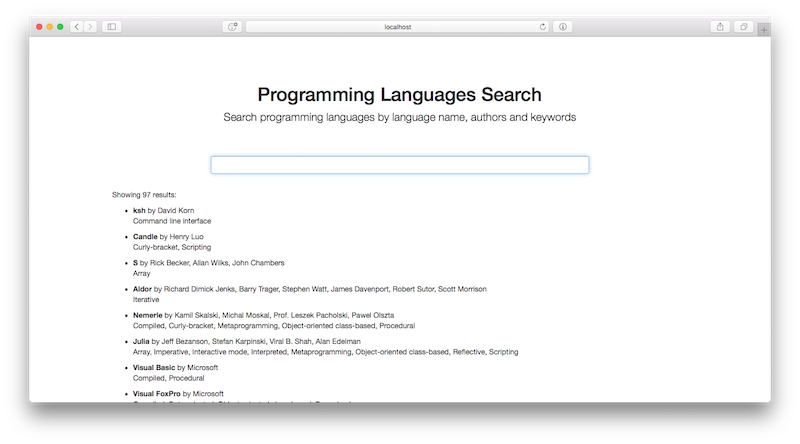 localhost
Programming Languages Search
Search programming languages by language name, authors and keywords
Showing 97 results:
ksh by David Korn
Command line interface
Candle by Henry Luo
Curly-bracket, Scripting
S by Rick Becker, Allan Wilks, John Chambers
Array
Aldor by Richard Dimick Jenks, Barry Trager, Stephen Watt, James Davenport, Robert Sutor, Scott Morrison
Iterative
Nemerle by Kamil Skalski, Michal Moskal, Prof. Leszek Pacholski, Pawel Olszta
Compiled, Curly-bracket, Metaprogramming, Object-oriented class-based, Procedural
Julia by Jeff Bezanson, Stefan Karpinski, Viral B. Shah, Alan Edelman
Array, Imperative, Interactive mode, Interpreted, Metaprogramming, Object-oriented class-based, Reflective, Scripting
Visual Basic by Microsoft
Compiled, Procedural
Visual FoxPro by Microsoft